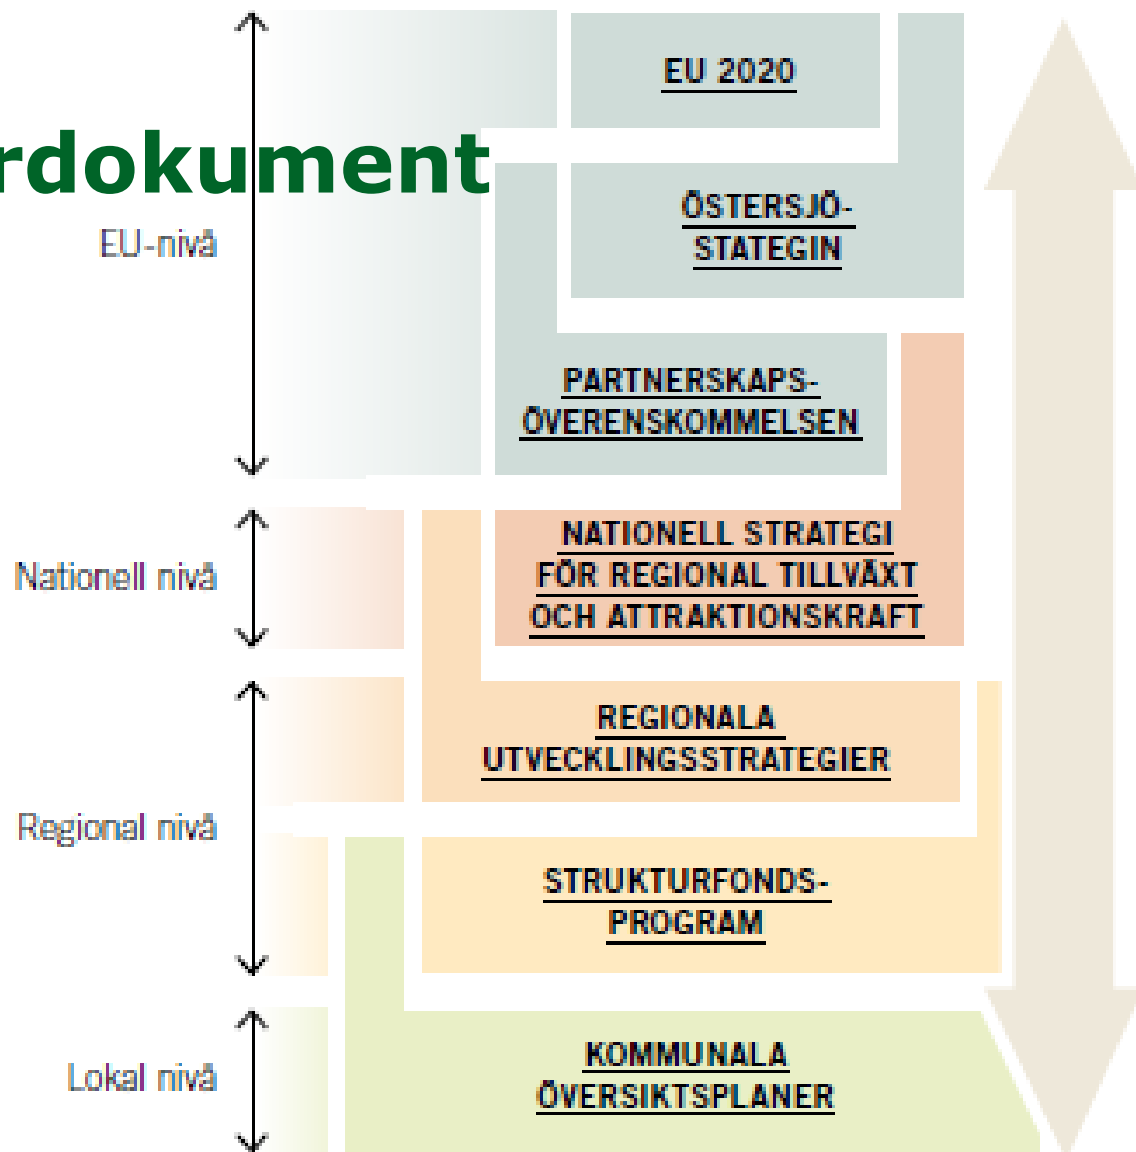 EU 2020
rdokument
ÖSTERSJÖ-
STATEGIN
EU-nivå
PARTNERSKAPS-
ÖVERENSKOMMELSEN
NATIONELL STRATEGI
FÖR REGIONAL TILLVÄXT
OCH ATTRAKTIONSKRAFT
Nationell nivå
REGIONALA
UTVECKLINGSSTRATEGIER
Regional nivå
STRUKTURFONDS-
PROGRAM
KOMMUNALA
ÖVERSIKTSPLANER
Lokal nivå